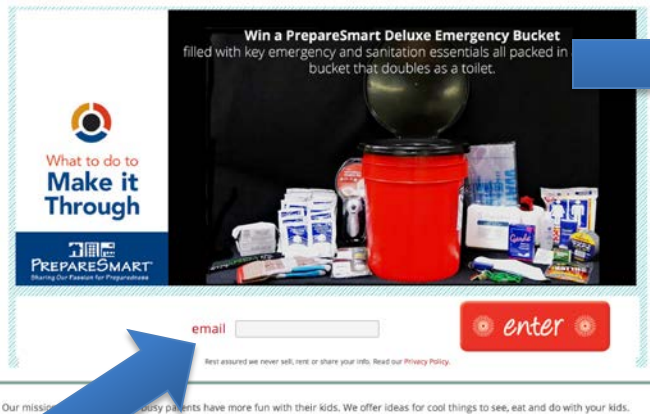 Win a PrepareSmart Deluxe Emergency Bucket
filled with key emergency and sanitation essentials all packed in
bucket that doubles as a toilet.
What to do to
Make it
Through
PREPARESMART
Sharing Our Passion for Preparedness
email
enter
Rest assured we never sell, rent or share your info. Read our Privacy Policy.
Our mission busy parents have more fun with their kids. We offer ideas for cool things to see, eat and do with your kids.